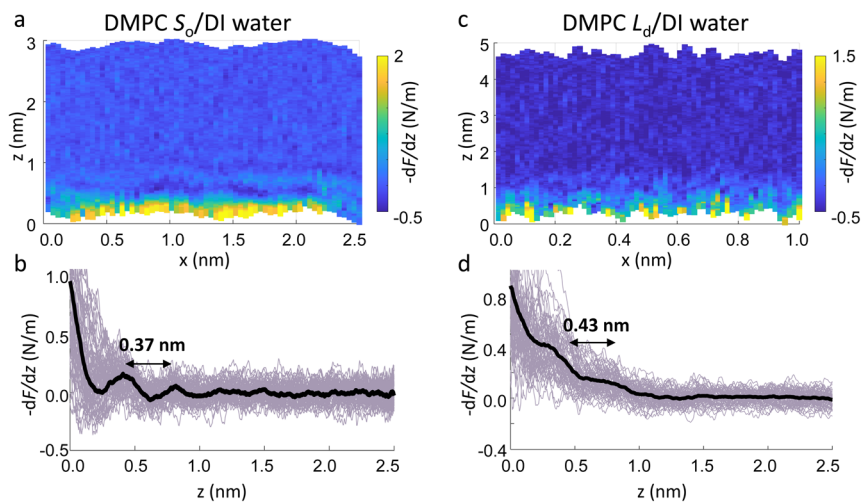 a
DMPC So/DI water
3
2
1
0
z (nm)
0.0 0.5 1.0 1.5 2.0 2.5
x (nm)
2
-0.5
-dF/dz (N/m)
c
DMPC Ld/DI water
5
4
3
2
1
0
z (nm)
0.0 0.2 0.4 0.6 0.8 1.0
x (nm)
1.5
-0.5
-dF/dz (N/m)
b
1.0
0.5
0.0
-0.5
-dF/dz (N/m)
0.37 nm
0.0 0.5 1.0 1.5 2.0 2.5
z (nm)
d
0.8
0.4
0.0
-0.4
-dF/dz (N/m)
0.43 nm
0.0 0.5 1.0 1.5 2.0 2.5
z (nm)